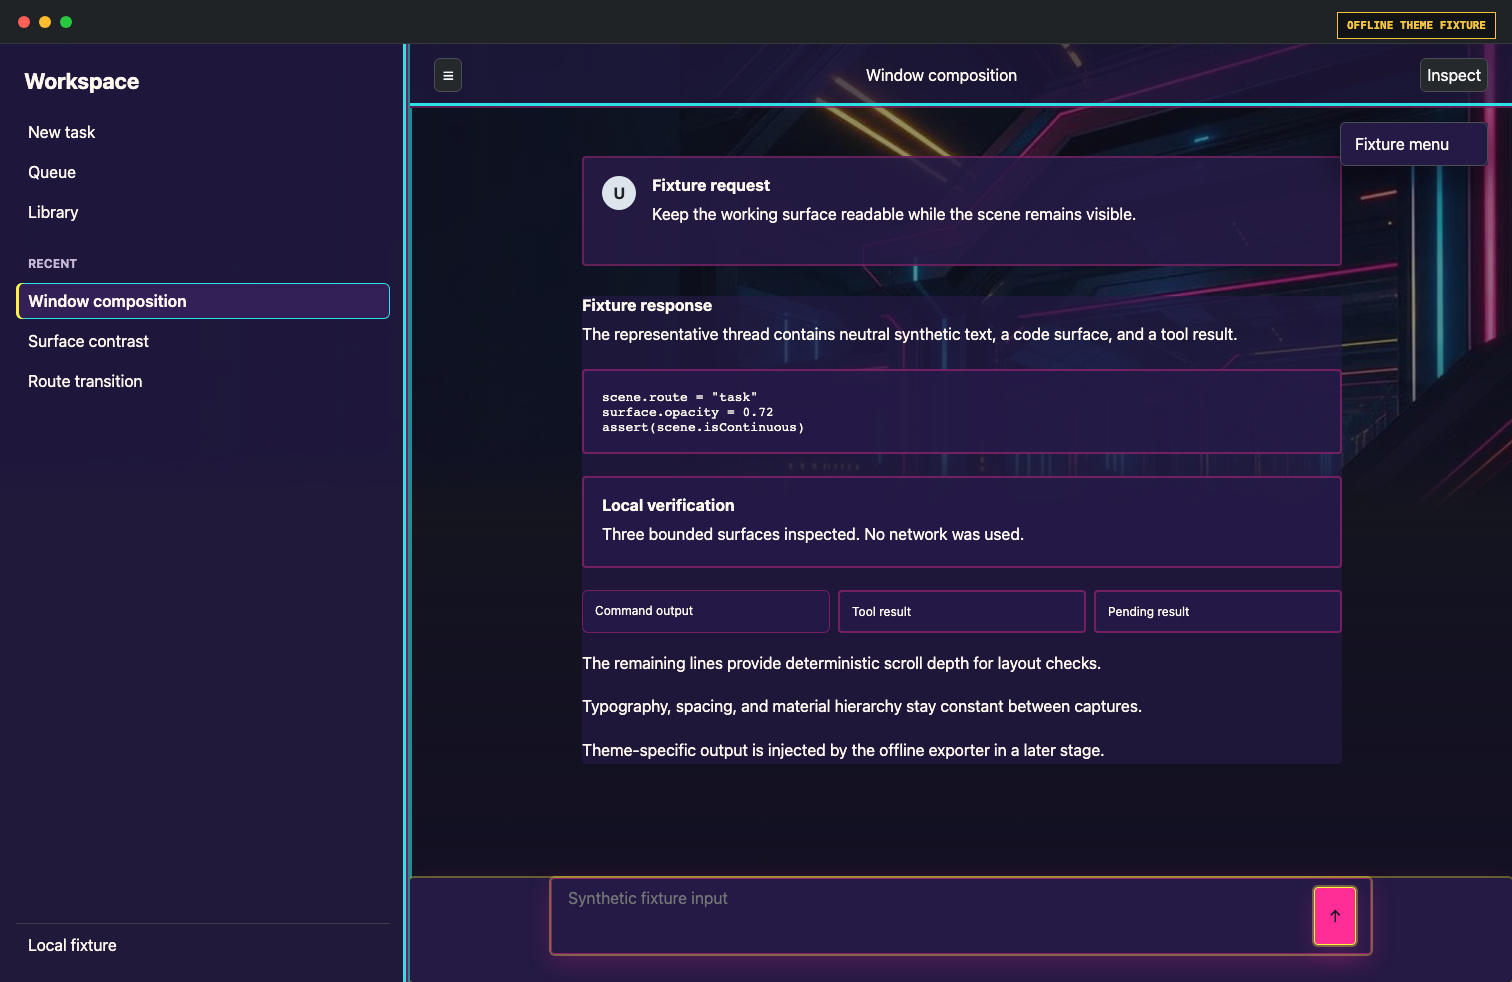 OFFLINE THEME FIXTURE
Workspace
New task
Queue
Library
RECENT
Window composition
Surface contrast
Route transition
Local fixture
Window composition
Inspect
Fixture menu
U
Fixture request
Keep the working surface readable while the scene remains visible.
Fixture response
The representative thread contains neutral synthetic text, a code surface, and a tool result.
scene.route = "task"
surface.opacity = 0.72
assert(scene.isContinuous)
Local verification
Three bounded surfaces inspected. No network was used.
Command output
Tool result
Pending result
The remaining lines provide deterministic scroll depth for layout checks.
Typography, spacing, and material hierarchy stay constant between captures.
Theme-specific output is injected by the offline exporter in a later stage.
Synthetic fixture input